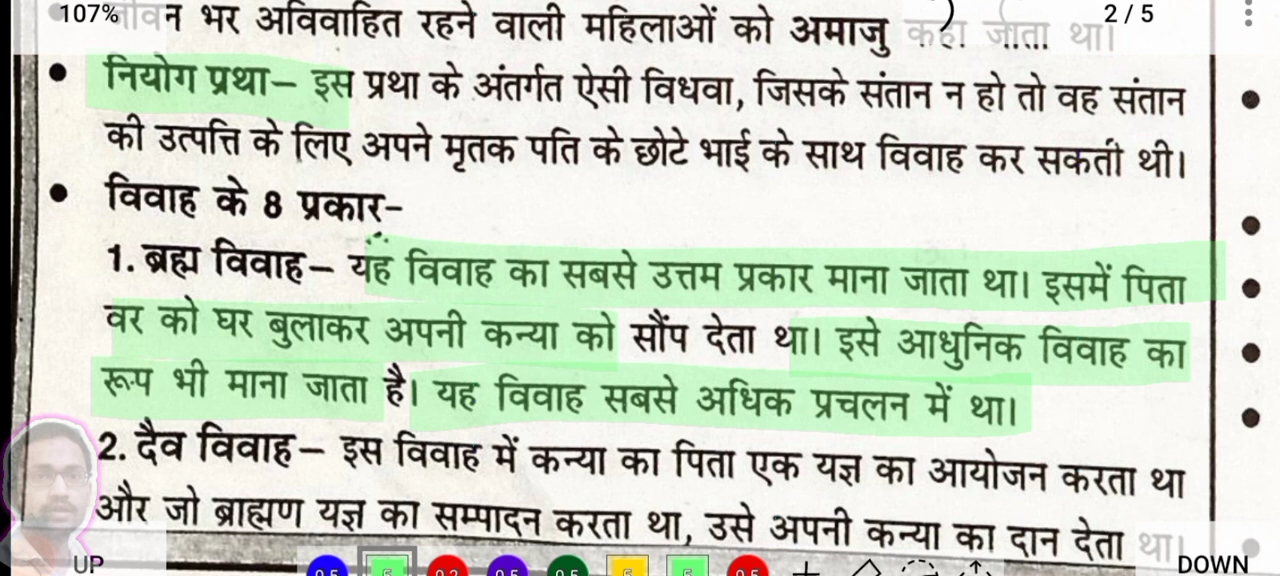 107%
2 / 5
जीवन भर अविवाहित रहने वाली महिलाओं को अमाजु कहा जाता था।
• नियोग प्रथा– इस प्रथा के अंतर्गत ऐसी विधवा, जिसके संतान न हो तो वह संतान
की उत्पत्ति के लिए अपने मृतक पति के छोटे भाई के साथ विवाह कर सकती थी।
• विवाह के 8 प्रकार–
1. ब्रह्म विवाह– यह विवाह का सबसे उत्तम प्रकार माना जाता था। इसमें पिता
वर को घर बुलाकर अपनी कन्या को सौंप देता था। इसे आधुनिक विवाह का
रूप भी माना जाता है। यह विवाह सबसे अधिक प्रचलन में था।
2. दैव विवाह– इस विवाह में कन्या का पिता एक यज्ञ का आयोजन करता था
और जो ब्राह्मण यज्ञ का सम्पादन करता था, उसे अपनी कन्या का दान देता था।
UP
DOWN